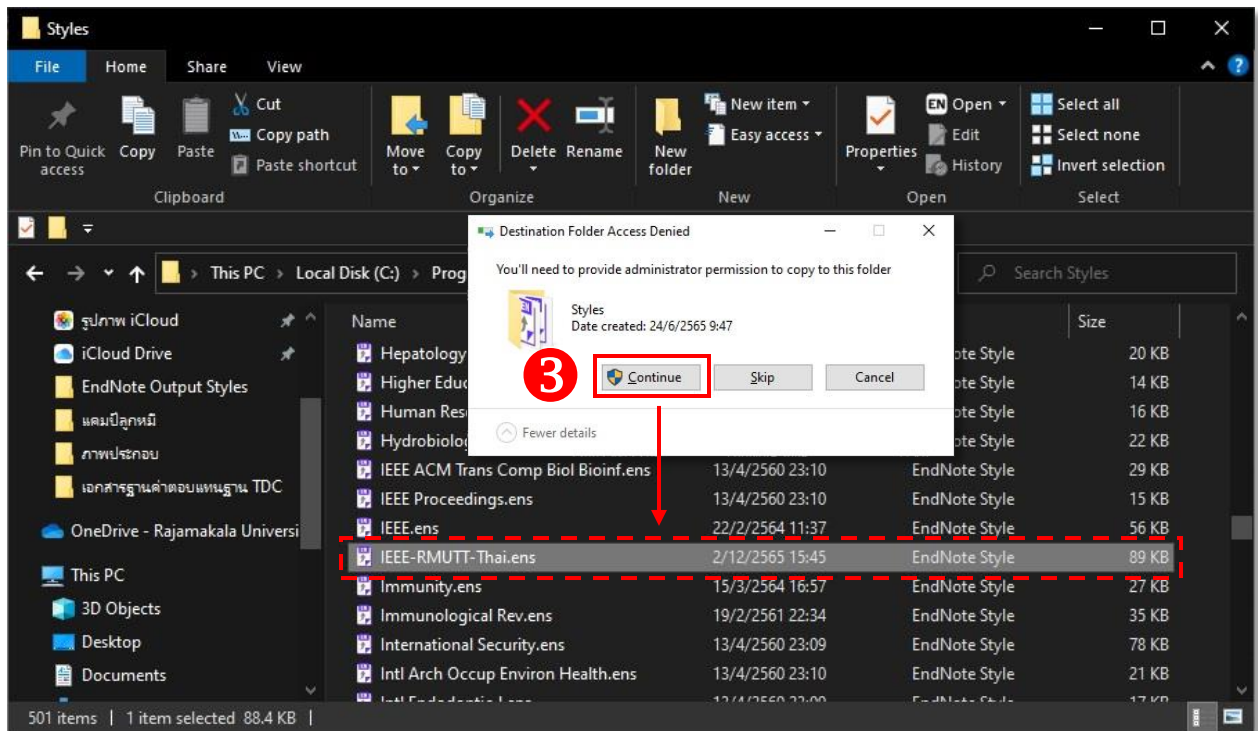 Styles
File Home Share View
Pin to Quick access
Copy
Paste
Cut
Copy path
Paste shortcut
Clipboard
Move to
Copy to
Delete
Rename
Organize
New folder
New item
Easy access
New
Properties
EN Open
Edit
History
Open
Select all
Select none
Invert selection
Select
This PC › Local Disk (C:) › Prog
Search Styles
Destination Folder Access Denied
You'll need to provide administrator permission to copy to this folder
Styles
Date created: 24/6/2565 9:47
3
Continue Skip Cancel
Fewer details
รูปภาพ iCloud
iCloud Drive
EndNote Output Styles
แคมป์ลูกหมี
ภาพประกอบ
เอกสารฐานค่าตอบแทนฐาน TDC
OneDrive - Rajamakala Universi
This PC
3D Objects
Desktop
Documents
Name Size
Hepatology ote Style 20 KB
Higher Educ ote Style 14 KB
Human Res ote Style 16 KB
Hydrobiolog ote Style 22 KB
IEEE ACM Trans Comp Biol Bioinf.ens 13/4/2560 23:10 EndNote Style 29 KB
IEEE Proceedings.ens 13/4/2560 23:10 EndNote Style 15 KB
IEEE.ens 22/2/2564 11:37 EndNote Style 56 KB
IEEE-RMUTT-Thai.ens 2/12/2565 15:45 EndNote Style 89 KB
Immunity.ens 15/3/2564 16:57 EndNote Style 27 KB
Immunological Rev.ens 19/2/2561 22:34 EndNote Style 35 KB
International Security.ens 13/4/2560 23:09 EndNote Style 78 KB
Intl Arch Occup Environ Health.ens 13/4/2560 23:10 EndNote Style 21 KB
501 items | 1 item selected 88.4 KB |